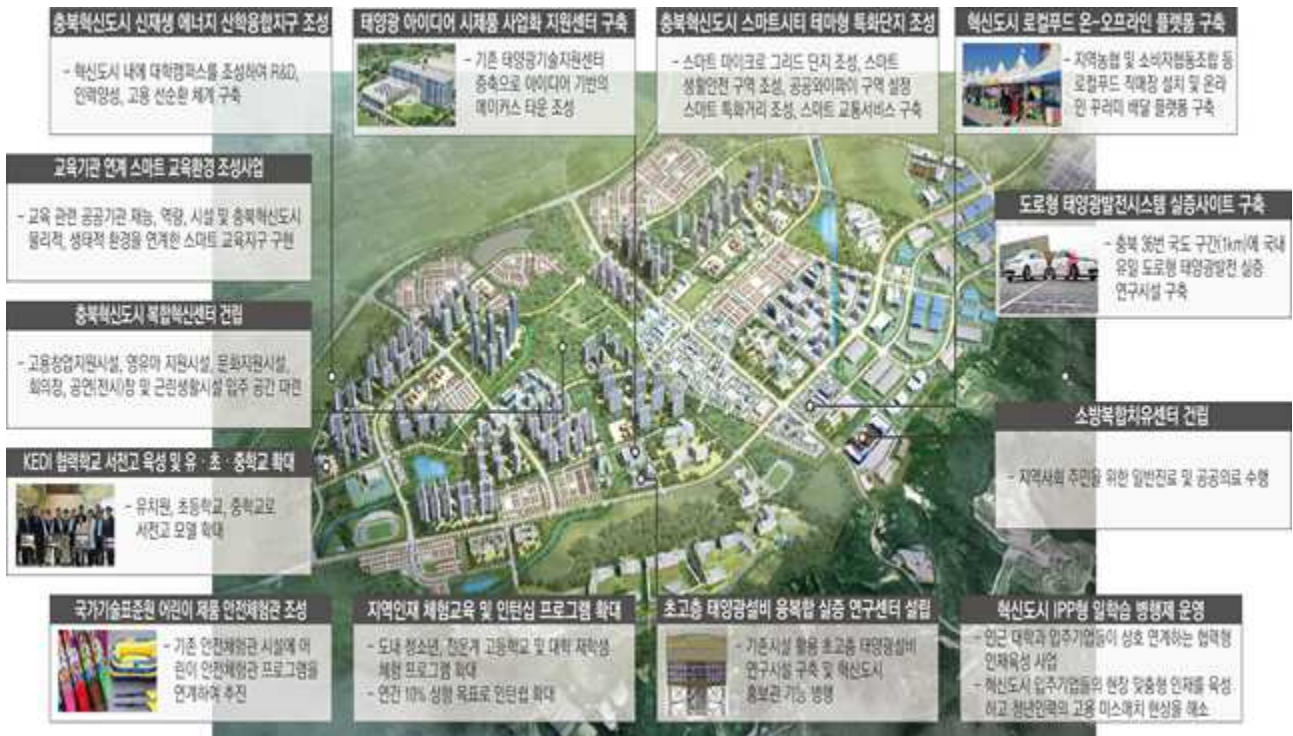 충북혁신도시 신재생 에너지 산학융합지구 조성
- 혁신도시 내에 대학캠퍼스를 조성하여 R&D,
인력양성, 고용 선순환 체계 구축
태양광 아이디어 시제품 사업화 지원센터 구축
- 기존 태양광기술지원센터
증축으로 아이디어 기반의
메이커스 타운 조성
충북혁신도시 스마트시티 테마형 특화단지 조성
- 스마트 마이크로 그리드 단지 조성, 스마트
생활안전 구역 조성, 공공와이파이 구역 설정
스마트 특화거리 조성, 스마트 교통서비스 구축
혁신도시 로컬푸드 온-오프라인 플랫폼 구축
- 지역농협 및 소비자협동조합 등
로컬푸드 직매장 설치 및 온라
인 꾸러미 배달 플랫폼 구축
교육기관 연계 스마트 교육환경 조성사업
- 교육 관련 공공기관 재능, 역량, 시설 및 충북혁신도시
물리적, 생태적 환경을 연계한 스마트 교육지구 구현
도로형 태양광발전시스템 실증사이트 구축
- 충북 36번 국도 구간(1km)에 국내
유일 도로형 태양광발전 실증
연구시설 구축
충북혁신도시 복합혁신센터 건립
- 고용창업지원시설, 영유아 지원시설, 문화지원시설,
회의장, 공연(전시)장 및 근린생활시설 입주 공간 마련
소방복합치유센터 건립
- 지역사회 주민을 위한 일반진료 및 공공의료 수행
KEDI 협력학교 서전고 육성 및 유·초·중학교 확대
- 유치원, 초등학교, 중학교로
서전고 모델 확대
국가기술표준원 어린이 제품 안전체험관 조성
- 기존 안전체험관 시설에 어
린이 안전체험관 프로그램을
연계하여 추진
지역인재 체험교육 및 인턴십 프로그램 확대
- 도내 청소년, 전문계 고등학교 및 대학 재학생
체험 프로그램 확대
- 연간 10% 상향 목표로 인턴쉽 확대
초고층 태양광설비 융복합 실증 연구센터 설립
- 기존시설 활용 초고층 태양광설비
연구시설 구축 및 혁신도시
홍보관 기능 병행
혁신도시 IPP형 일학습 병행제 운영
- 인근 대학과 입주기업들이 상호 연계하는 협력형
인재육성 사업
- 혁신도시 입주기업들의 현장 맞춤형 인재를 육성
하고 청년인력의 고용 미스매치 현상을 해소